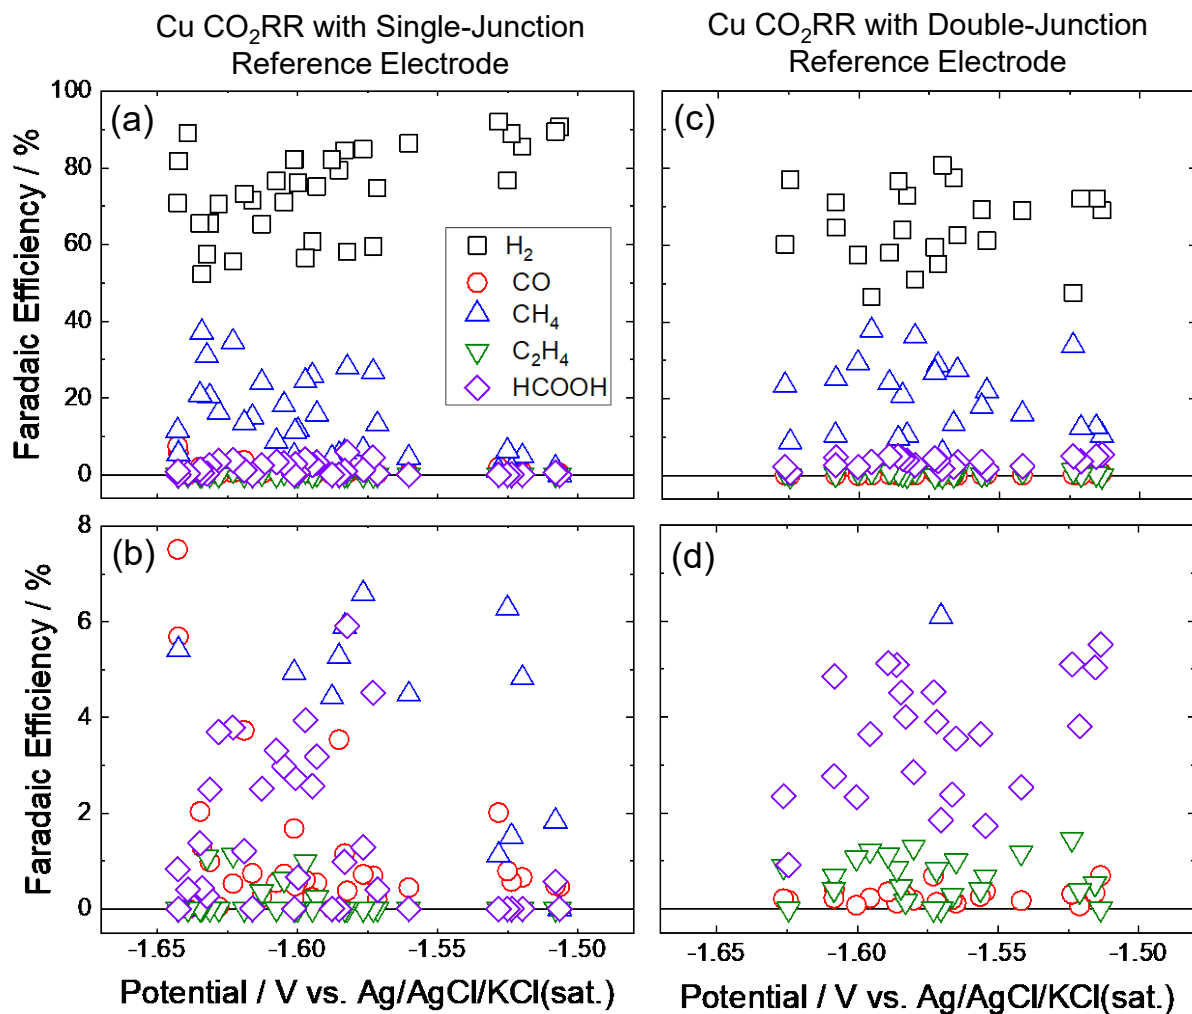 Cu CO₂RR with Single-Junction
Reference Electrode
Cu CO₂RR with Double-Junction
Reference Electrode
(a)
(c)
100
80
60
40
20
0
Faradaic Efficiency / %
H₂
CO
CH₄
C₂H₄
HCOOH
(b)
(d)
8
6
4
2
0
Faradaic Efficiency / %
-1.65
-1.60
-1.55
-1.50
-1.65
-1.60
-1.55
-1.50
Potential / V vs. Ag/AgCl/KCl(sat.)
Potential / V vs. Ag/AgCl/KCl(sat.)